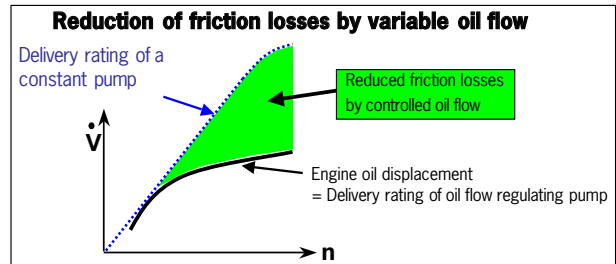 Reduction of friction losses by variable oil flow
Delivery rating of a
constant pump
Reduced friction losses
by controlled oil flow
V̇
Engine oil displacement
= Delivery rating of oil flow regulating pump
n